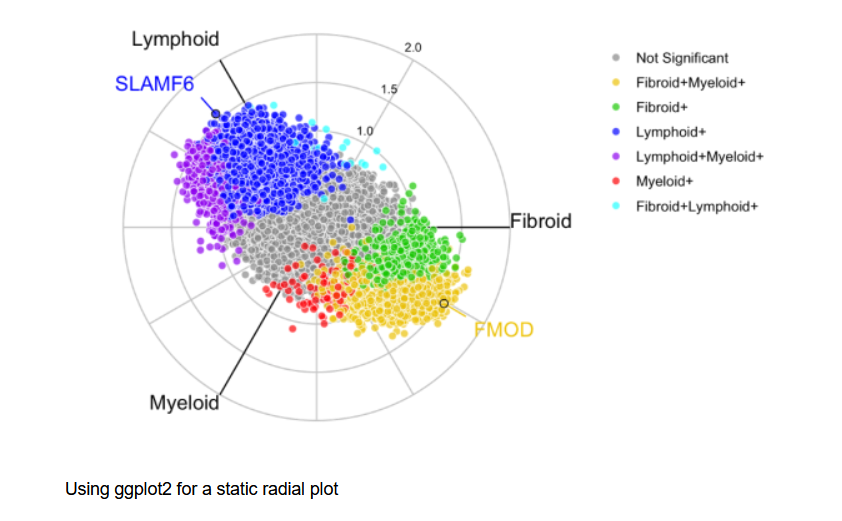 Lymphoid
2.0
SLAMF6
1.5
1.0
Fibroid
FMOD
Myeloid
Not Significant
Fibroid+Myeloid+
Fibroid+
Lymphoid+
Lymphoid+Myeloid+
Myeloid+
Fibroid+Lymphoid+
Using ggplot2 for a static radial plot